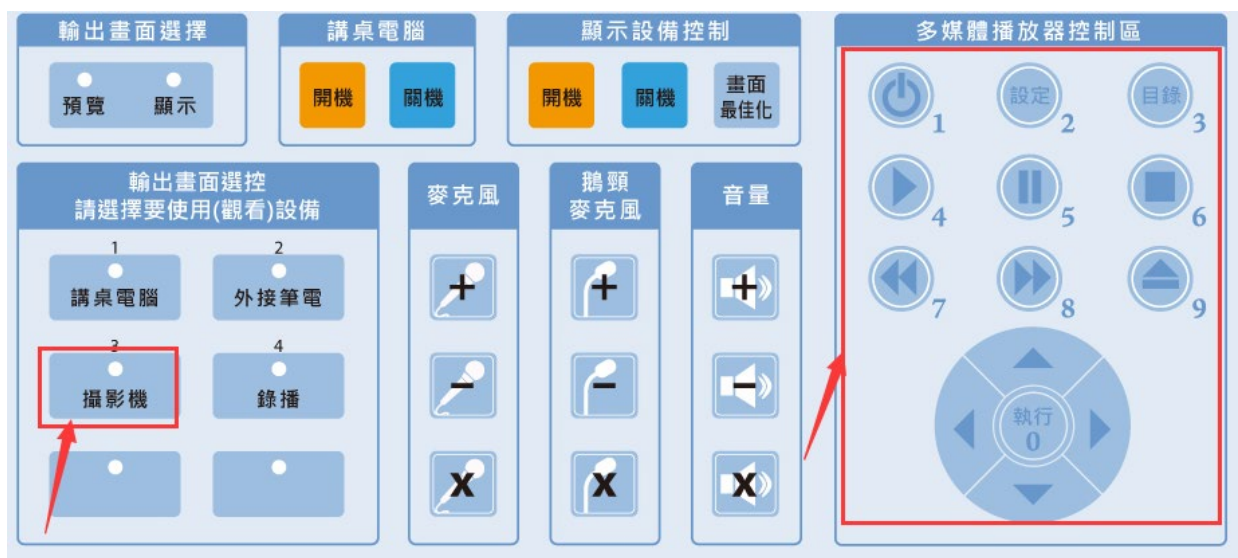 輸出畫面選擇
預覽
顯示
講桌電腦
開機
關機
顯示設備控制
開機
關機
畫面
最佳化
輸出畫面選控
請選擇要使用(觀看)設備
1
講桌電腦
2
外接筆電
3
攝影機
4
錄播
麥克風
+
-
x
鵝頸
麥克風
+
-
x
音量
+
-
x
多媒體播放器控制區
1
設定
2
目錄
3
4
5
6
7
8
9
執行
0